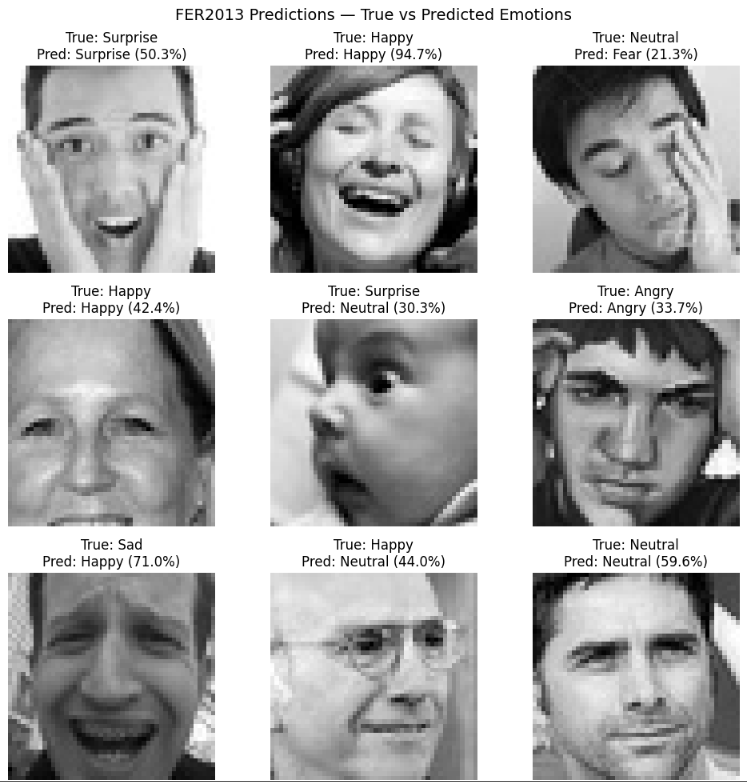 FER2013 Predictions — True vs Predicted Emotions
True: Surprise
Pred: Surprise (50.3%)
True: Happy
Pred: Happy (94.7%)
True: Neutral
Pred: Fear (21.3%)
True: Happy
Pred: Happy (42.4%)
True: Surprise
Pred: Neutral (30.3%)
True: Angry
Pred: Angry (33.7%)
True: Sad
Pred: Happy (71.0%)
True: Happy
Pred: Neutral (44.0%)
True: Neutral
Pred: Neutral (59.6%)